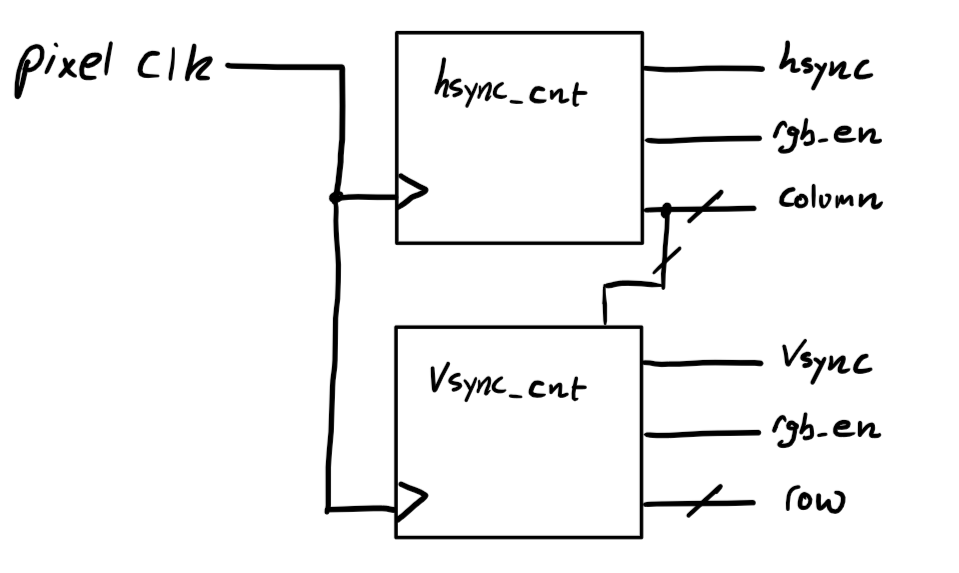 pixel clk
hsync_cnt
hsync
rgb_en
column
Vsync_cnt
Vsync
rgb_en
row